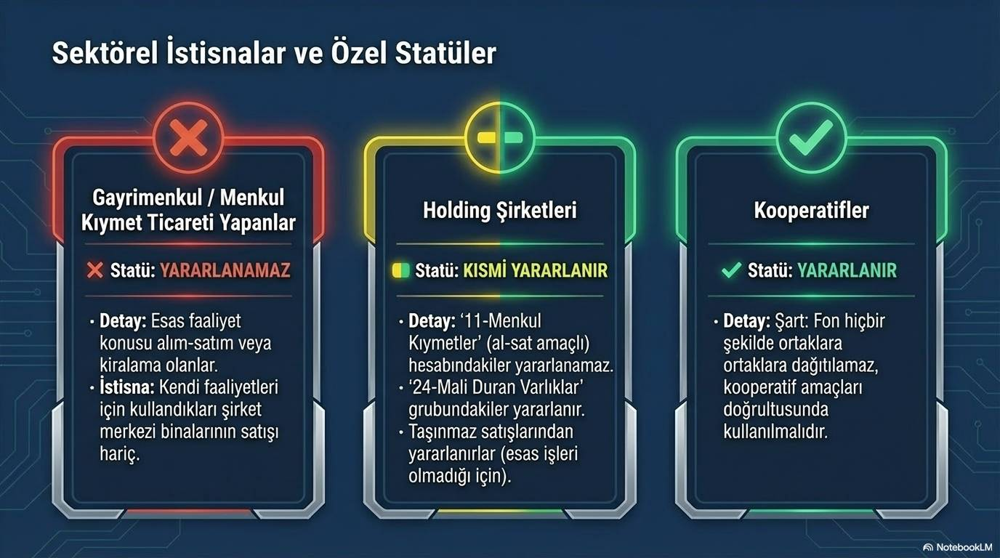 Sektörel İstisnalar ve Özel Statüler
Gayrimenkul / Menkul
Kıymet Ticareti Yapanlar
Statü: YARARLANAMAZ
• Detay: Esas faaliyet
konusu alım-satım veya
kiralama olanlar.
• İstisna: Kendi faaliyetleri
için kullandıkları şirket
merkezi binalarının satışı
hariç.
Holding Şirketleri
Statü: KISMİ YARARLANIR
• Detay: ‘11-Menkul
Kıymetler’ (al-sat amaçlı)
hesabındakiler yararlanamaz.
• ‘24-Mali Duran Varlıklar’
grubundakiler yararlanır.
• Taşınmaz satışlarından
yararlanırlar (esas işleri
olmadığı için).
Kooperatifler
Statü: YARARLANIR
• Detay: Şart: Fon hiçbir
şekilde ortaklara
ortaklara dağıtılamaz,
kooperatif amaçları
doğrultusunda
kullanılmalıdır.
NotebookLM